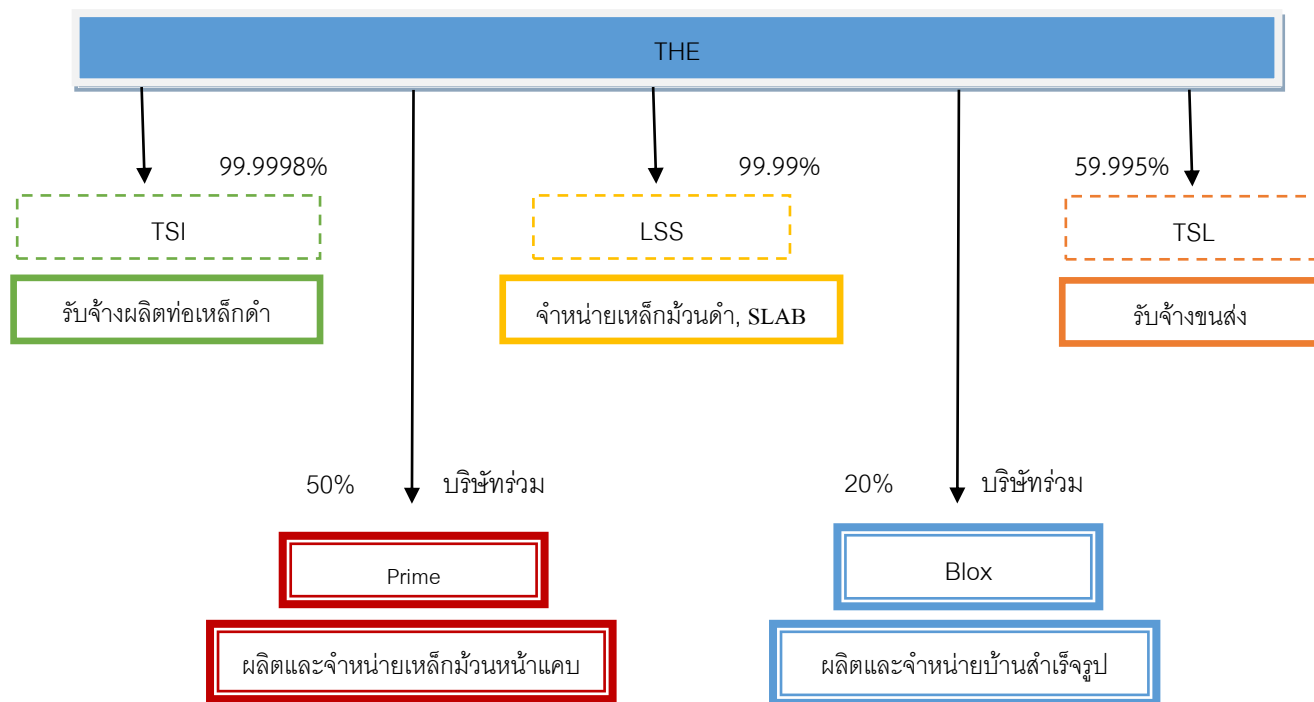 THE
99.9998%
99.99%
59.995%
TSI
LSS
TSL
รับจ้างผลิตท่อเหล็กดำ
จำหน่ายเหล็กม้วนดำ, SLAB
รับจ้างขนส่ง
50%
บริษัทร่วม
20%
บริษัทร่วม
Prime
Blox
ผลิตและจำหน่ายเหล็กม้วนหน้าแคบ
ผลิตและจำหน่ายบ้านสำเร็จรูป